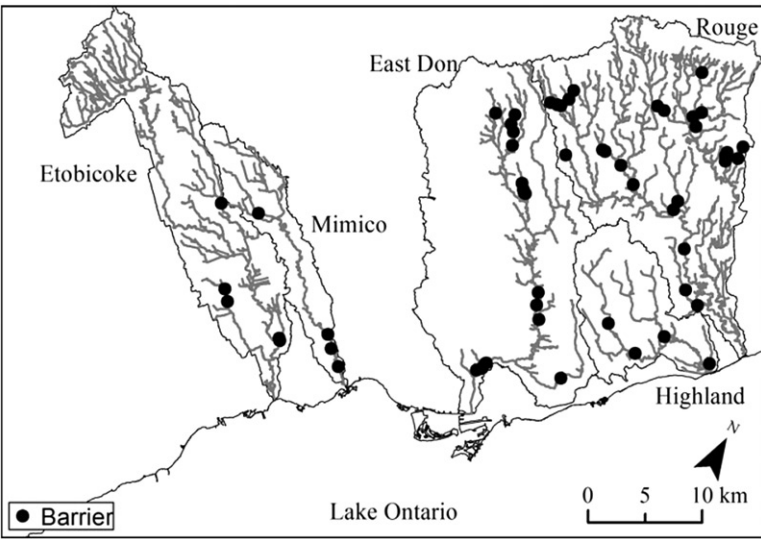 Rouge
East Don
Etobicoke
Mimico
Highland
N
0 5 10 km
Lake Ontario
Barrier